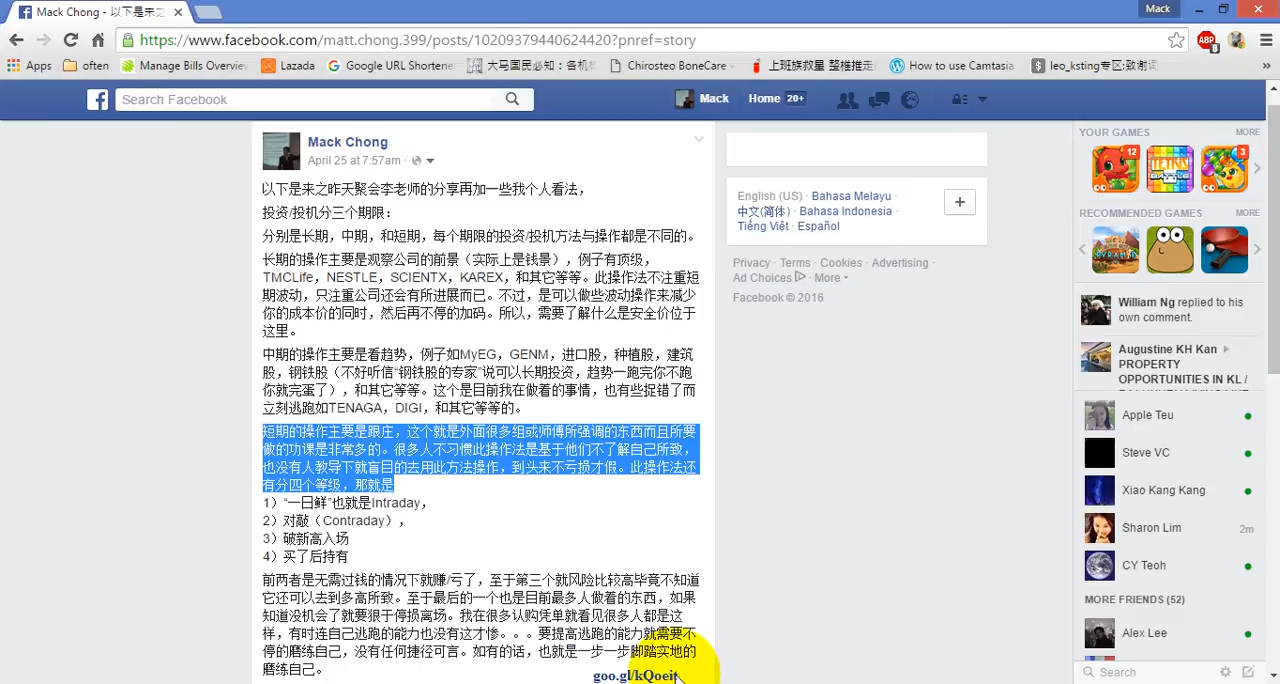 Mack Chong - 以下是来之
Mack
https://www.facebook.com/matt.chong.399/posts/10209379440624420?pnref=story
ABP
8
Apps
often
Manage Bills Overvie
Lazada
Google URL Shortene
大马国民必知：各机
Chirosteo BoneCare
上班族救星 整椎推走
How to use Camtasia
leo_ksting专区:致谢词
»
Search Facebook
Mack
Home 20+
Mack Chong
April 25 at 7:57am
以下是来之昨天聚会李老师的分享再加一些我个人看法，
投资/投机分三个期限：
分别是长期，中期，和短期，每个期限的投资/投机方法与操作都是不同的。
长期的操作主要是观察公司的前景（实际上是钱景），例子有顶级，
TMCLife，NESTLE，SCIENTX，KAREX，和其它等等。此操作法不注重短
期波动，只注重公司还会有所进展而已。不过，是可以做些波动操作来减少
你的成本价的同时，然后再不停的加码。所以，需要了解什么是安全价位于
这里。
中期的操作主要是看趋势，例子如MyEG，GENM，进口股，种植股，建筑
股，钢铁股（不好听信“钢铁股的专家”说可以长期投资，趋势一跑完你不跑
你就完蛋了），和其它等等。这个是目前我在做着的事情，也有些捉错了而
立刻逃跑如TENAGA，DIGI，和其它等等的。
短期的操作主要是跟庄，这个就是外面很多组或师傅所强调的东西而且所要
做的功课是非常多的。很多人不习惯此操作法是基于他们不了解自己所致，
也没有人教导下就盲目的去用此方法操作，到头来不亏损才假。此操作法还
有分四个等级，那就是
1）“一日鲜”也就是Intraday，
2）对敲（Contraday），
3）破新高入场
4）买了后持有
前两者是无需过钱的情况下就赚/亏了，至于第三个就风险比较高毕竟不知道
它还可以去到多高所致。至于最后的一个也是目前最多人做着的东西，如果
知道没机会了就要狠于停损离场。我在很多认购凭单就看见很多人都是这
样，有时连自己逃跑的能力也没有这才惨。。。要提高逃跑的能力就需要不
停的磨练自己，没有任何捷径可言。如有的话，也就是一步一步脚踏实地的
磨练自己。
goo.gl/kQoeit
English (US) · Bahasa Melayu ·
中文(简体) · Bahasa Indonesia ·
Tiếng Việt · Español
Privacy · Terms · Cookies · Advertising ·
Ad Choices · More
Facebook © 2016
YOUR GAMES MORE
12
TETRIS
3
RECOMMENDED GAMES MORE
William Ng replied to his
own comment.
Augustine KH Kan
PROPERTY
OPPORTUNITIES IN KL /
Apple Teu
Steve VC
Xiao Kang Kang
Sharon Lim 2m
CY Teoh
MORE FRIENDS (52)
Alex Lee
Search